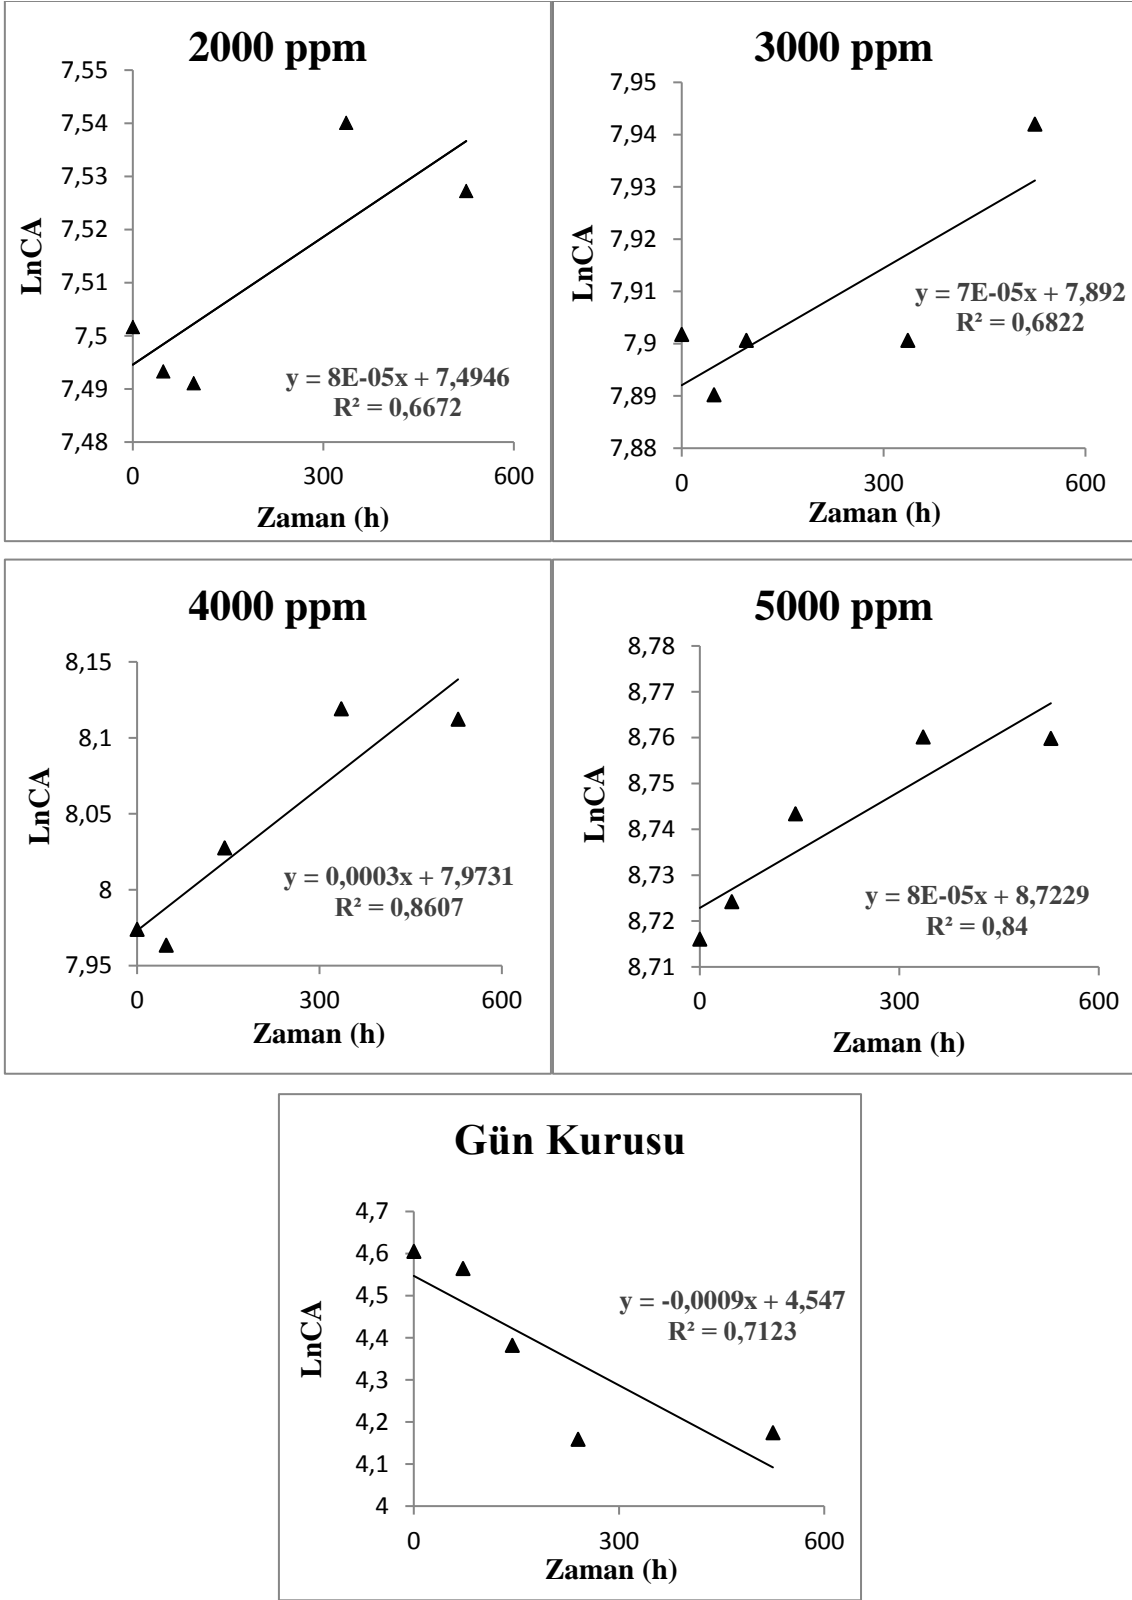 2000 ppm
7,55
7,54
7,53
7,52
7,51
7,5
7,49
7,48
LnCA
y = 8E-05x + 7,4946
R² = 0,6672
0 300 600
Zaman (h)
3000 ppm
7,95
7,94
7,93
7,92
7,91
7,9
7,89
7,88
LnCA
y = 7E-05x + 7,892
R² = 0,6822
0 300 600
Zaman (h)
4000 ppm
8,15
8,1
8,05
8
7,95
LnCA
y = 0,0003x + 7,9731
R² = 0,8607
0 300 600
Zaman (h)
5000 ppm
8,78
8,77
8,76
8,75
8,74
8,73
8,72
8,71
LnCA
y = 8E-05x + 8,7229
R² = 0,84
0 300 600
Zaman (h)
Gün Kurusu
4,7
4,6
4,5
4,4
4,3
4,2
4,1
4
LnCA
y = -0,0009x + 4,547
R² = 0,7123
0 300 600
Zaman (h)